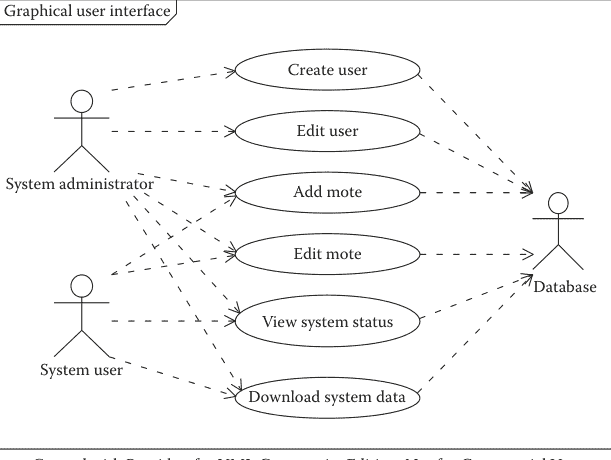 Graphical user interface
Create user
Edit user
System administrator
Add mote
Edit mote
Database
View system status
System user
Download system data